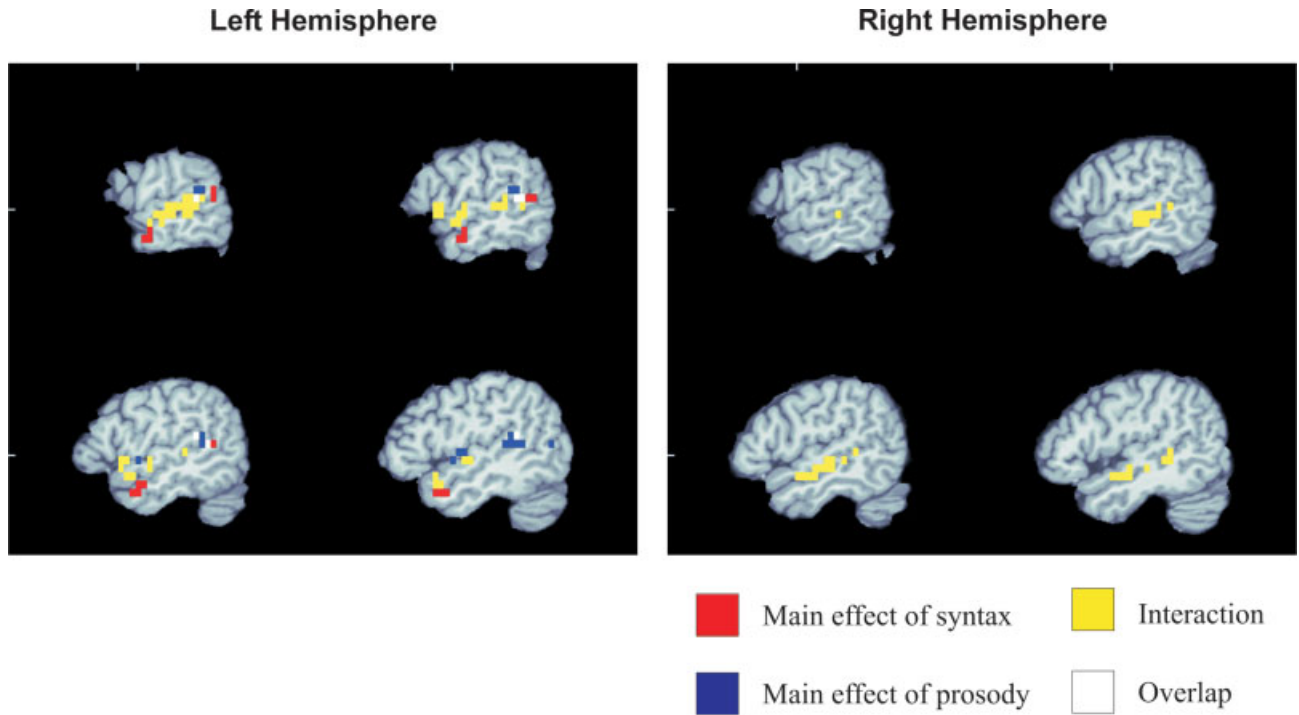 Left Hemisphere
Right Hemisphere
Main effect of syntax
Interaction
Main effect of prosody
Overlap